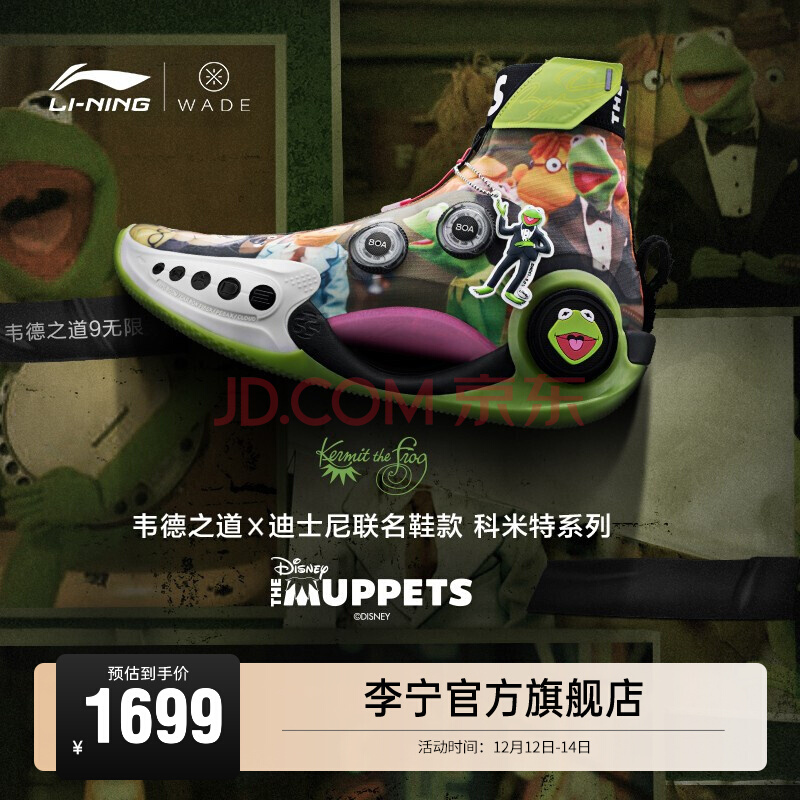 LI-NING
WADE
THE
S
BOA
BOA
韦德之道9无限
JD.COM 京东
Kermit the Frog
韦德之道×迪士尼联名鞋款 科米特系列
Disney
THE MUPPETS
©DISNEY
预估到手价
¥1699
李宁官方旗舰店
活动时间：12月12日-14日